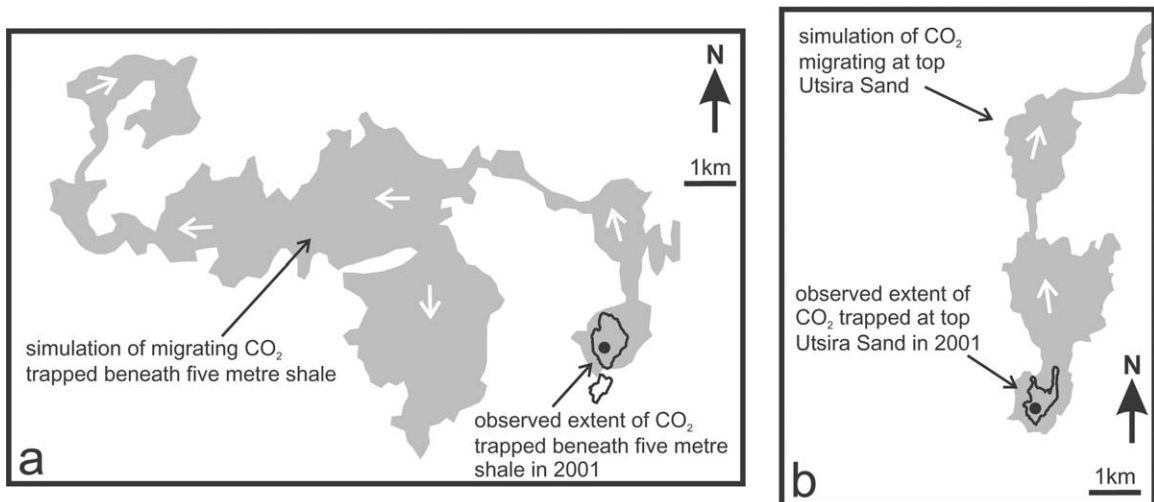 N
1km
simulation of migrating CO₂
trapped beneath five metre shale
observed extent of CO₂
trapped beneath five metre
shale in 2001
a
simulation of CO₂
migrating at top
Utsira Sand
observed extent of
CO₂ trapped at top
Utsira Sand in 2001
N
1km
b